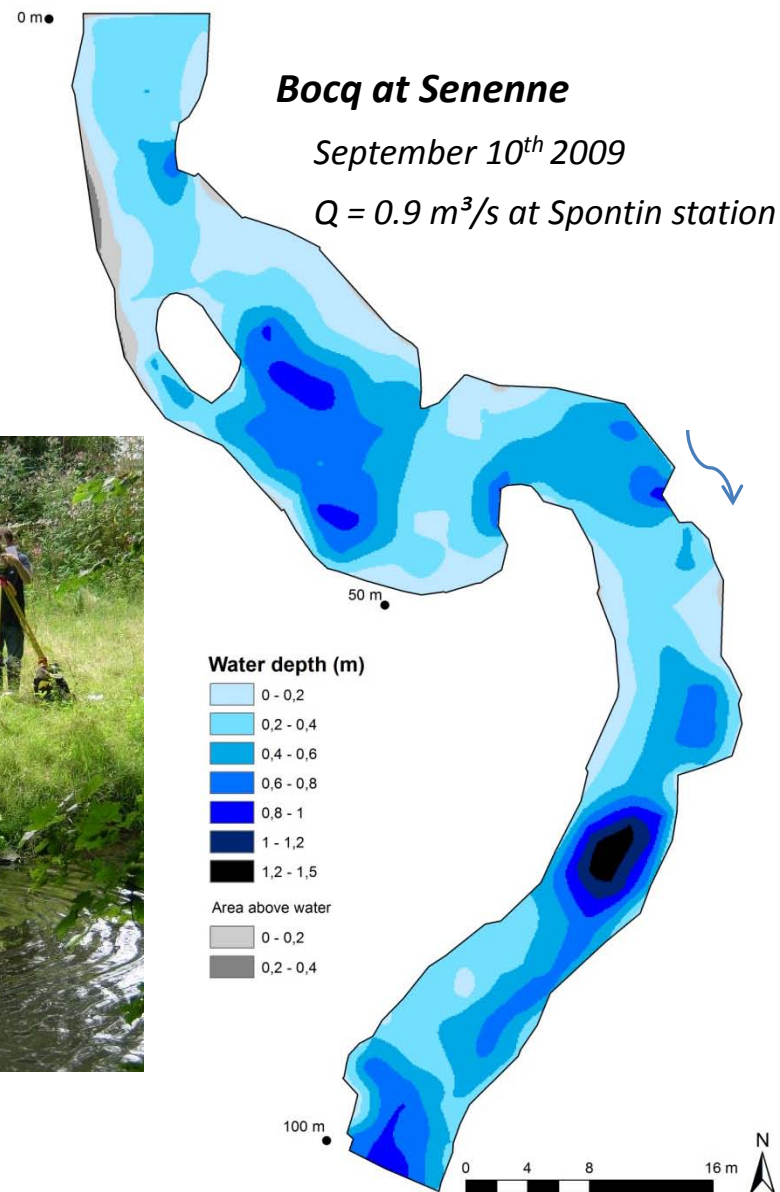 0 m
Bocq at Senenne
September 10th 2009
Q = 0.9 m³/s at Spontin station
50 m
Water depth (m)
0 - 0,2
0,2 - 0,4
0,4 - 0,6
0,6 - 0,8
0,8 - 1
1 - 1,2
1,2 - 1,5
Area above water
0 - 0,2
0,2 - 0,4
100 m
0 4 8 16 m
N